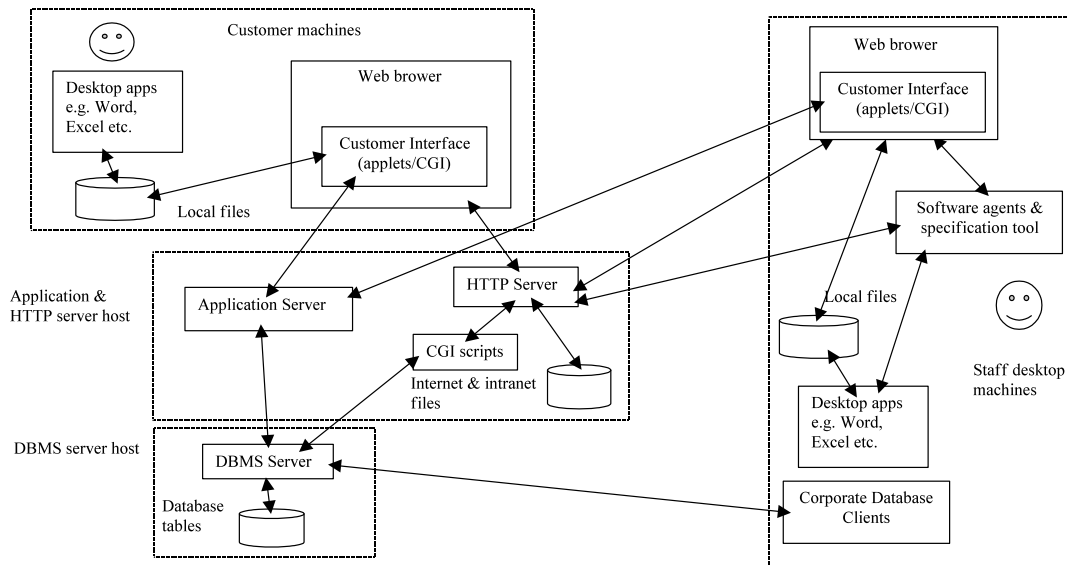 Customer machines
Desktop apps
e.g. Word,
Excel etc.
Web brower
Customer Interface
(applets/CGI)
Local files
Application &
HTTP server host
Application Server
HTTP Server
CGI scripts
Internet & intranet
files
DBMS server host
DBMS Server
Database
tables
Web brower
Customer Interface
(applets/CGI)
Software agents &
specification tool
Local files
Staff desktop
machines
Desktop apps
e.g. Word,
Excel etc.
Corporate Database
Clients